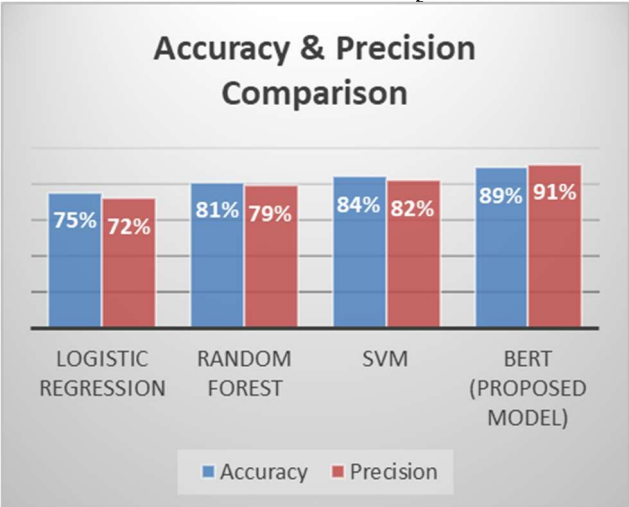 Accuracy & Precision
Comparison
75% 72% 81% 79% 84% 82% 89% 91%
LOGISTIC
REGRESSION
RANDOM
FOREST
SVM
BERT
(PROPOSED
MODEL)
Accuracy Precision